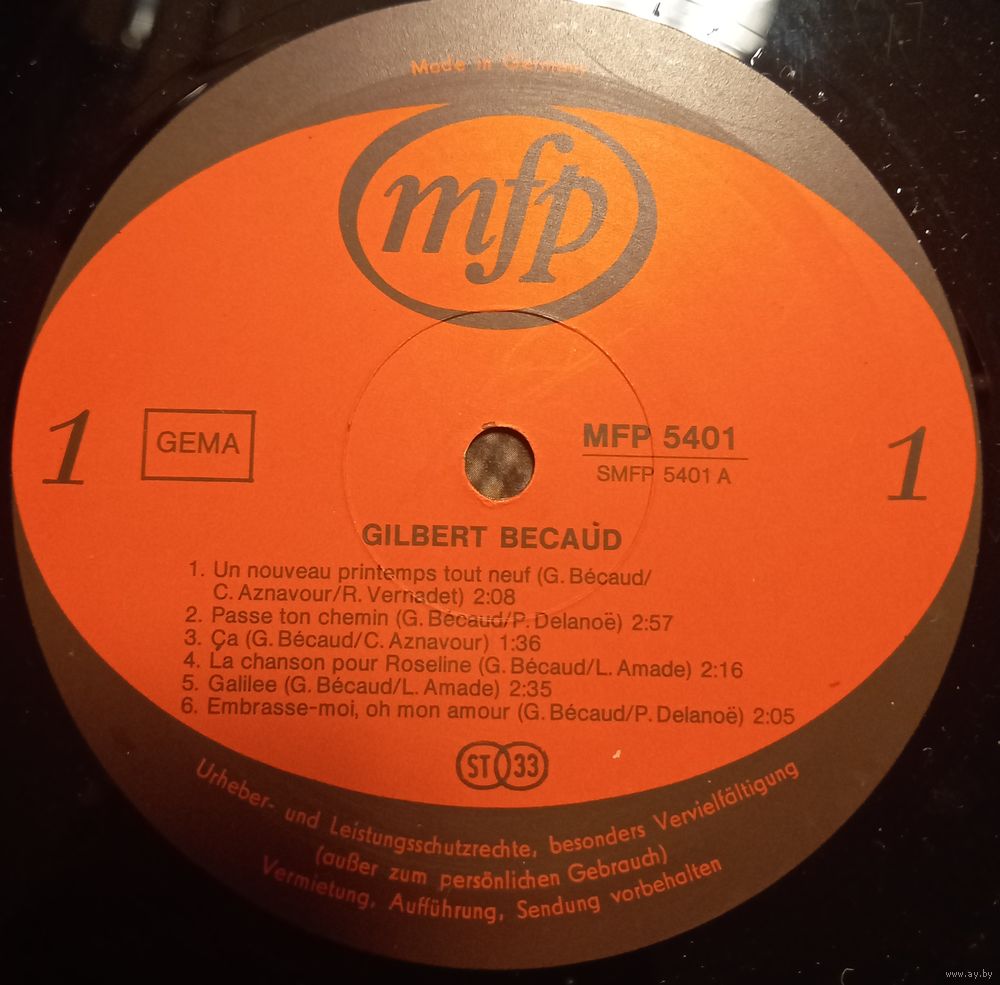 Made in Germany
mfp
1
GEMA
MFP 5401
SMFP 5401 A
1
GILBERT BECAÙD
1. Un nouveau printemps tout neuf (G. Bécaud/
C. Aznavour/R. Vernadet) 2:08
2. Passe ton chemin (G. Bécaud/P. Delanoë) 2:57
3. Ça (G. Bécaud/C. Aznavour) 1:36
4. La chanson pour Roseline (G. Bécaud/L. Amade) 2:16
5. Galilee (G. Bécaud/L. Amade) 2:35
6. Embrasse-moi, oh mon amour (G. Bécaud/P. Delanoë) 2:05
ST 33
Urheber- und Leistungsschutzrechte, besonders Vervielfältigung
(außer zum persönlichen Gebrauch)
Vermietung, Aufführung, Sendung vorbehalten
www.ay.by